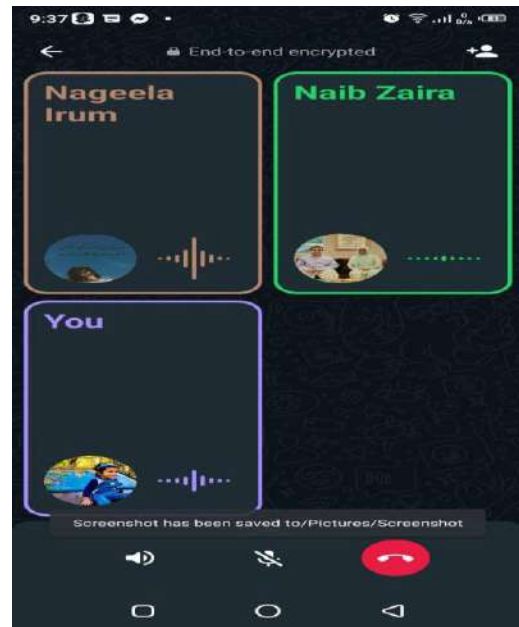 9:37
End-to-end encrypted
Nageela
Irum
Naib Zaira
You
Screenshot has been saved to/Pictures/Screenshot